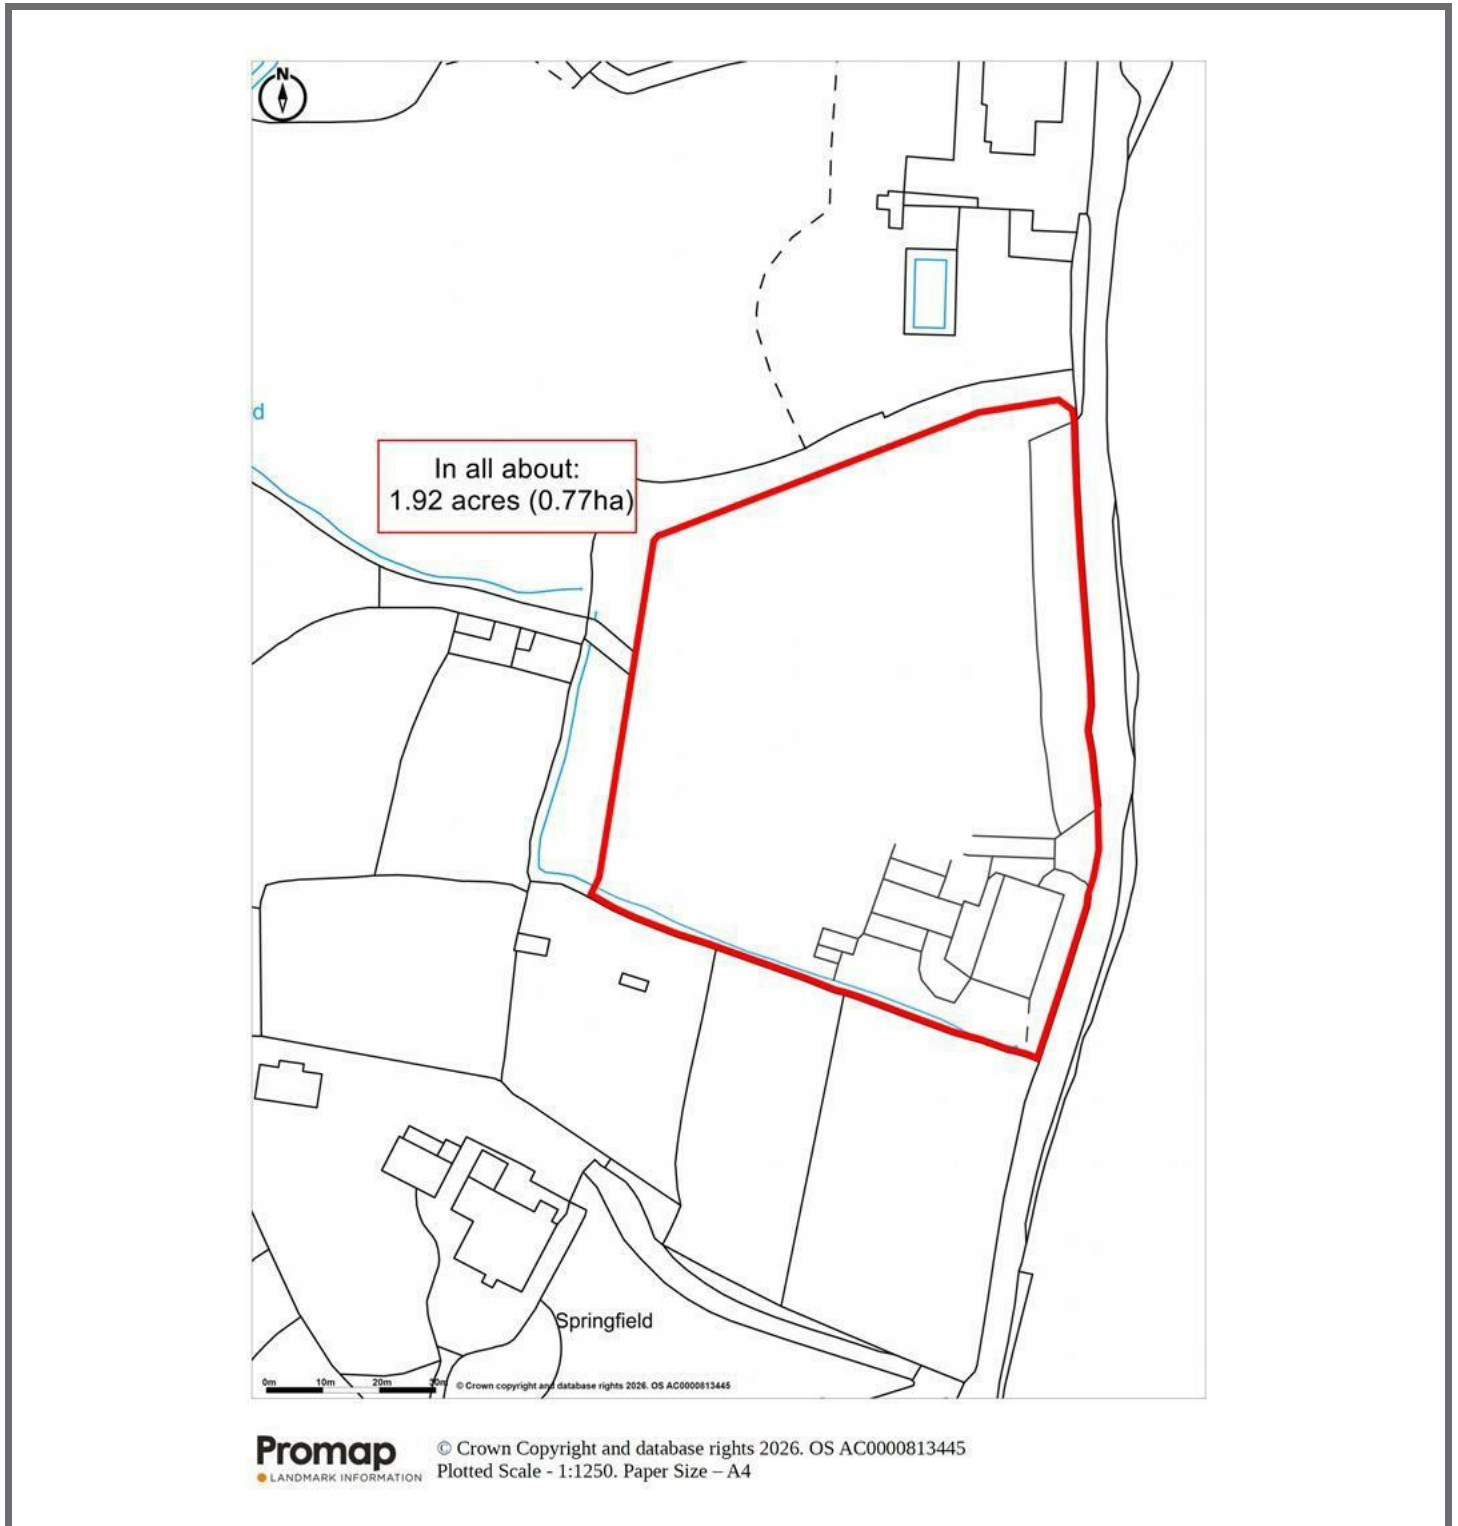 N
d
In all about:
1.92 acres (0.77ha)
Springfield
0m 10m 20m 30m
© Crown copyright and database rights 2026. OS AC0000813445
Promap
LANDMARK INFORMATION
© Crown Copyright and database rights 2026. OS AC0000813445
Plotted Scale - 1:1250. Paper Size – A4